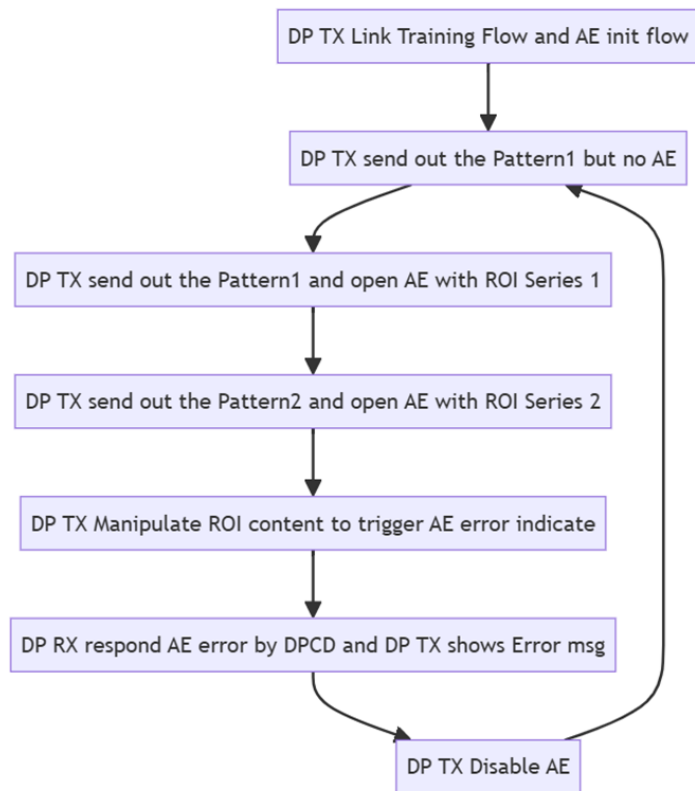 DP TX Link Training Flow and AE init flow
DP TX send out the Pattern1 but no AE
DP TX send out the Pattern1 and open AE with ROI Series 1
DP TX send out the Pattern2 and open AE with ROI Series 2
DP TX Manipulate ROI content to trigger AE error indicate
DP RX respond AE error by DPCD and DP TX shows Error msg
DP TX Disable AE